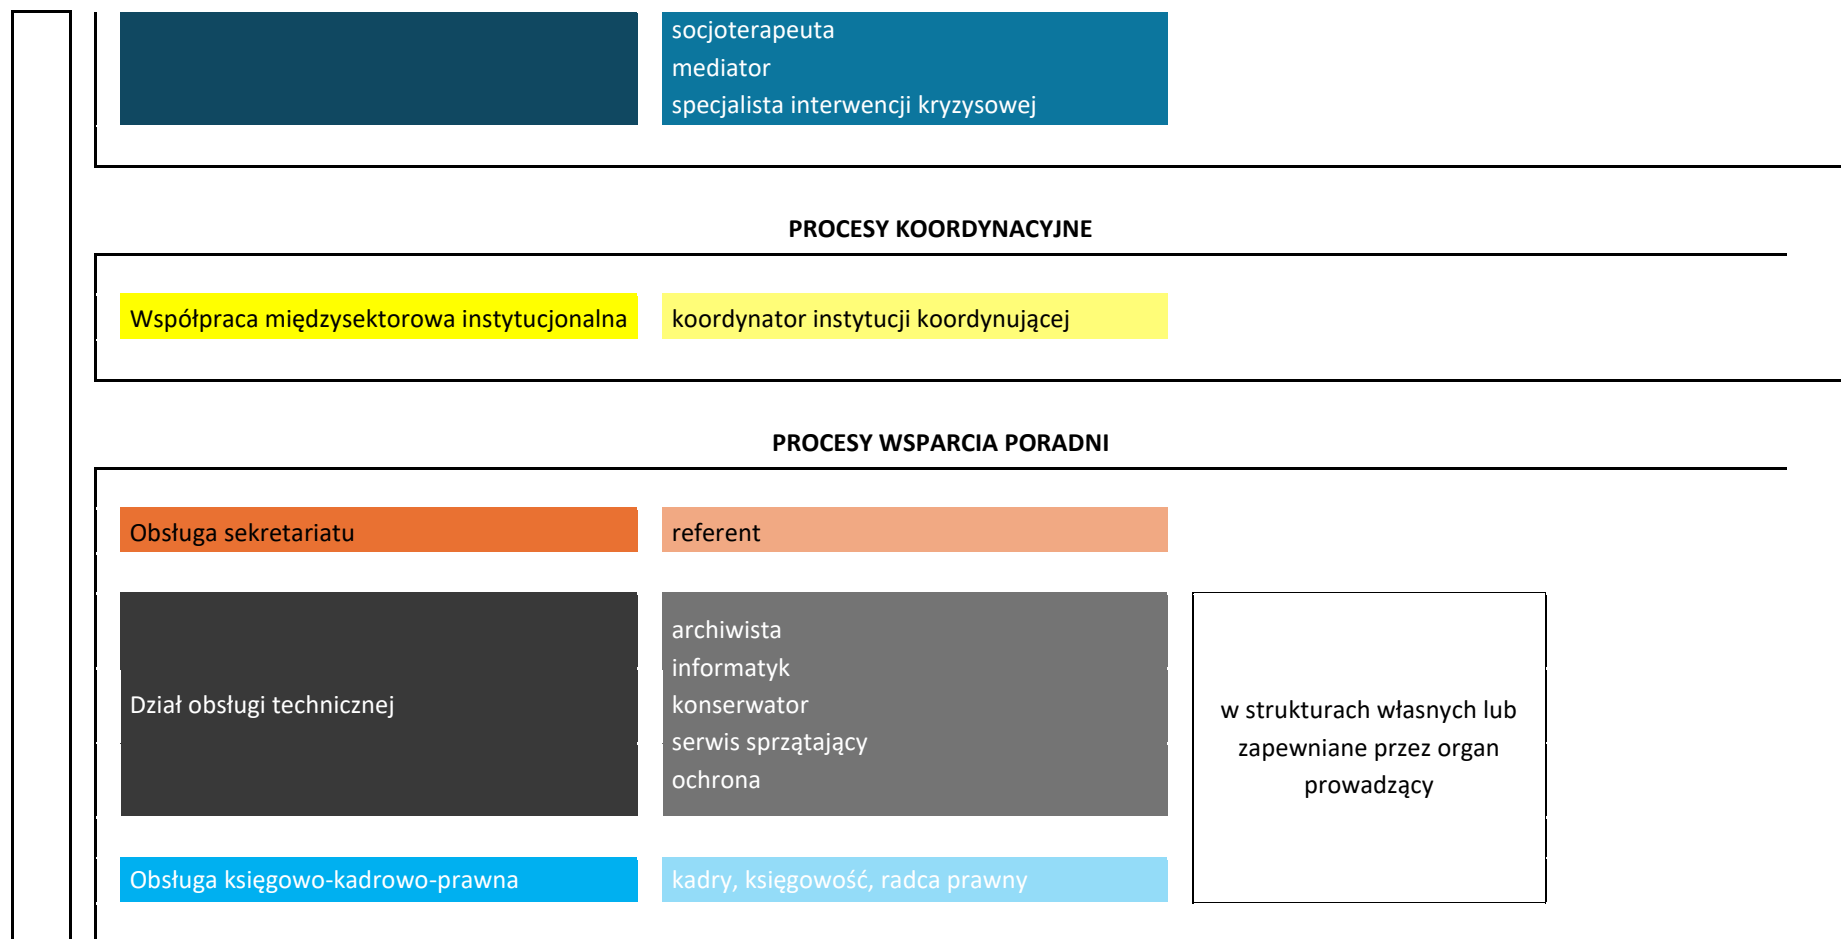 socjoterapeuta
mediator
specjalista interwencji kryzysowej
PROCESY KOORDYNACYJNE
Współpraca międzysektorowa instytucjonalna
koordynator instytucji koordynującej
PROCESY WSPARCIA PORADNI
Obsługa sekretariatu
referent
Dział obsługi technicznej
archiwista
informatyk
konserwator
serwis sprzątający
ochrona
w strukturach własnych lub
zapewniane przez organ
prowadzący
Obsługa księgowo-kadrowo-prawna
kadry, księgowość, radca prawny